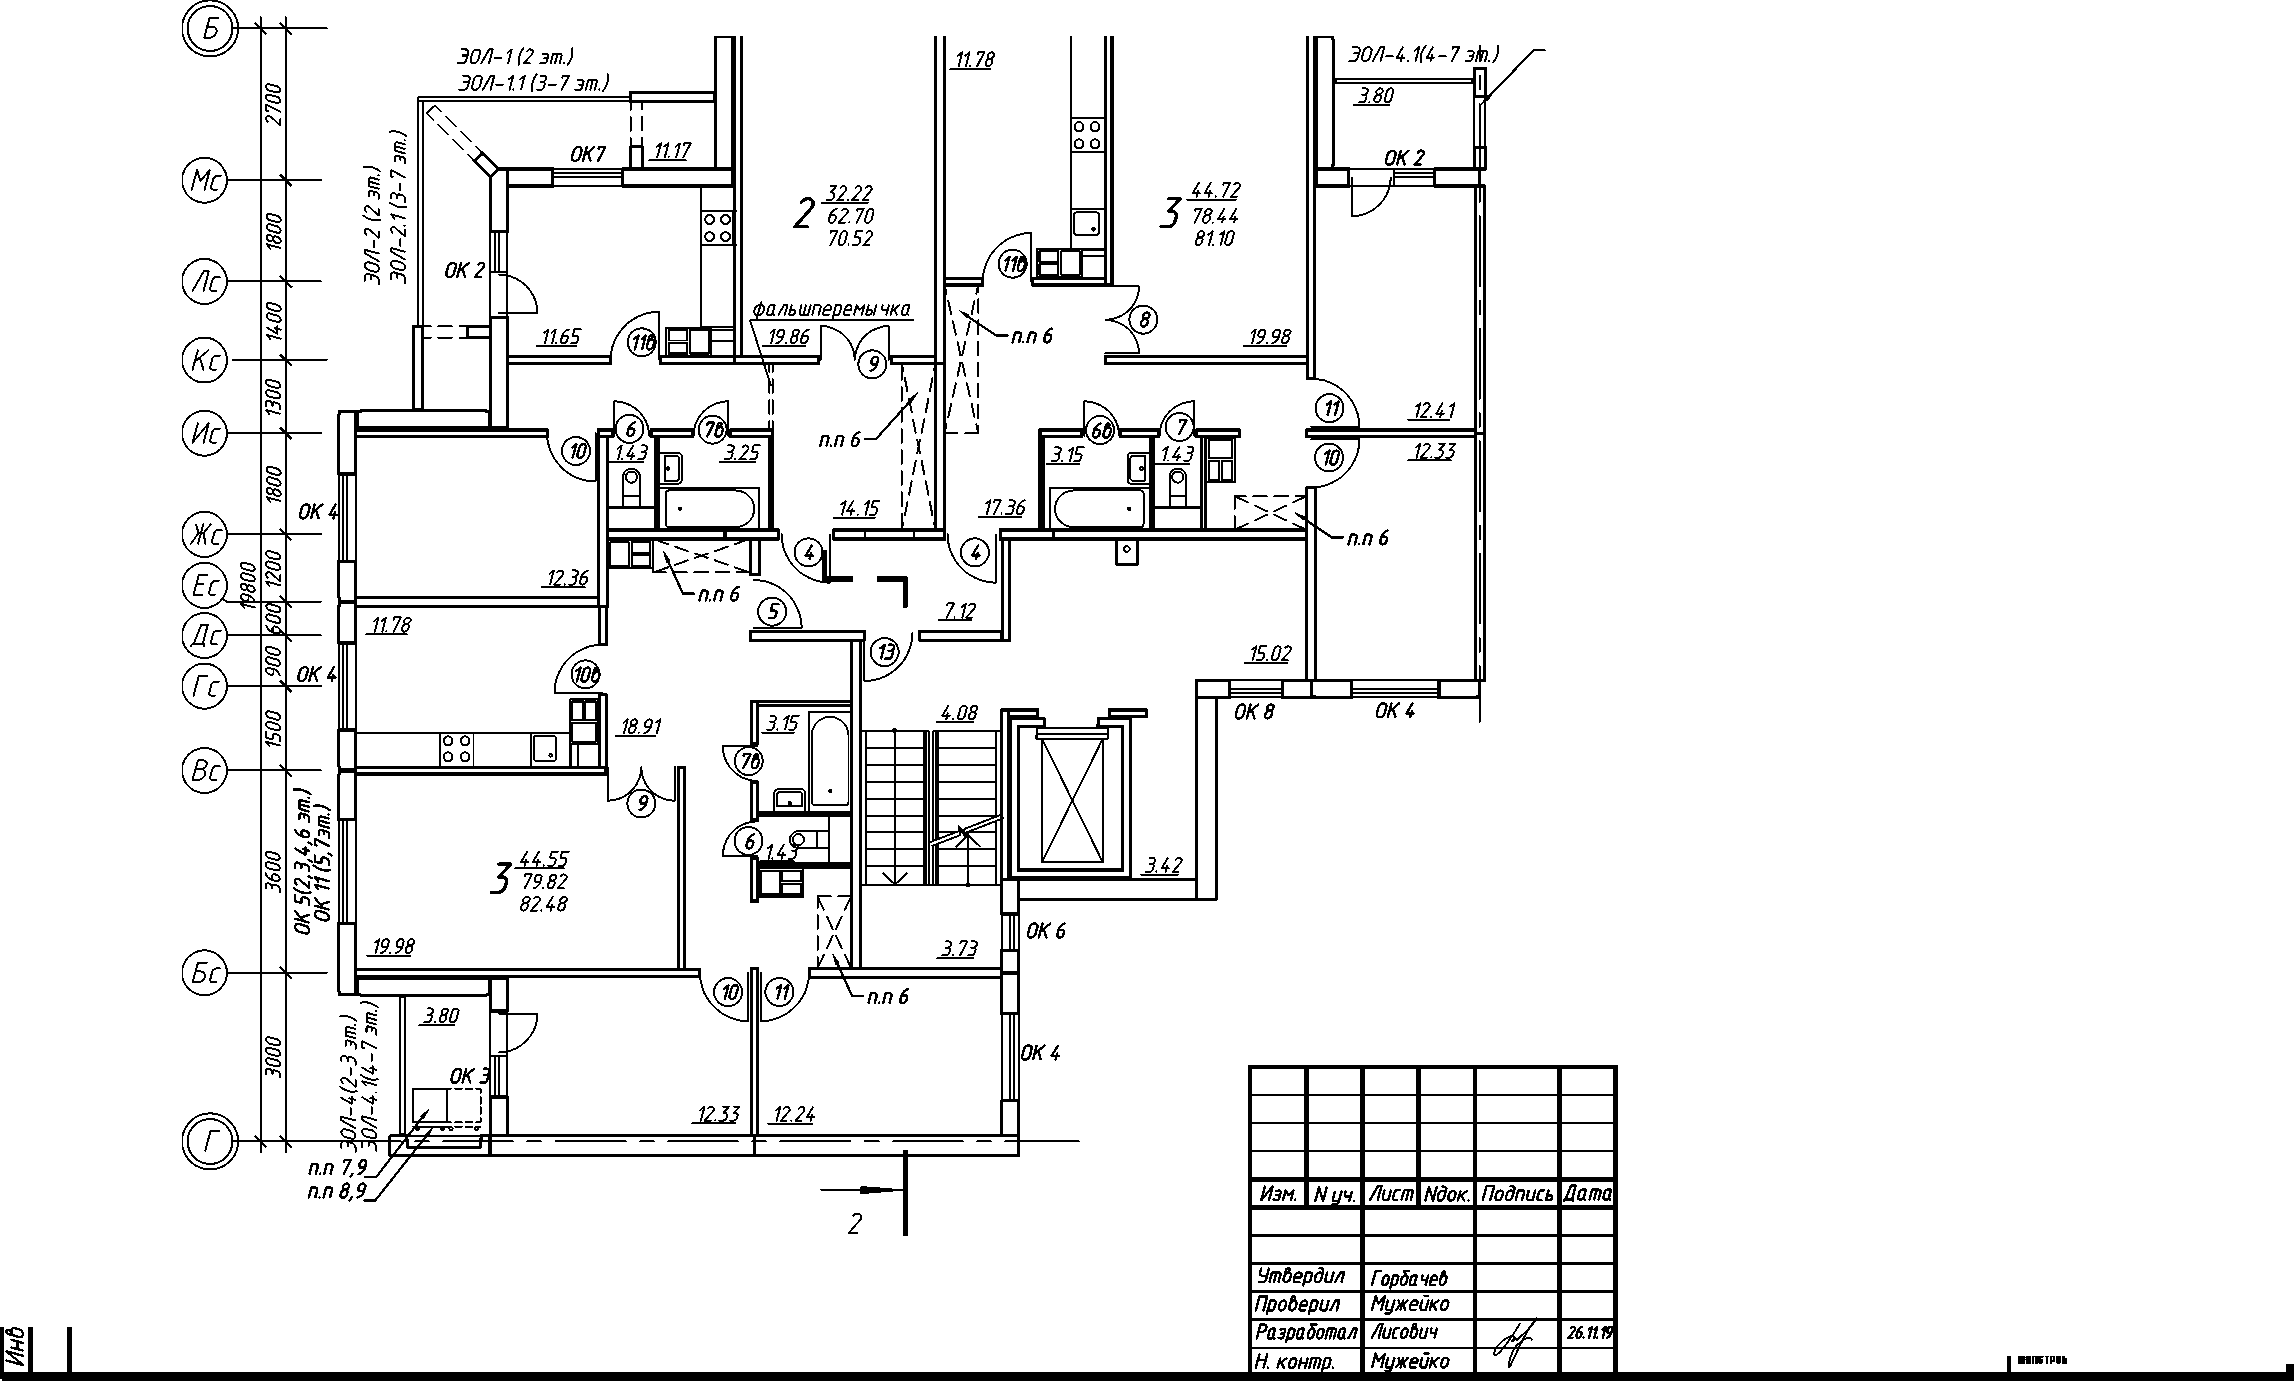 Б
ЭОЛ-1 (2 эт.)
ЭОЛ-1.1 (3-7 эт.)
11.78
ЭОЛ-4.1(4-7 эт.)
2700
3.80
ЭОЛ-2 (2 эт.)
ЭОЛ-2.1 (3-7 эт.)
ОК7
11.17
ОК 2
Мс
2
32.22
62.70
70.52
3
44.72
78.44
81.10
1800
ОК 2
11в
Лс
1400
фальшперемычка
8
11.65
11в
19.86
п.п 6
19.98
Кс
9
1300
11
12.41
Ис
6
7в
п.п 6
6в
7
10
1.43
3.25
3.15
1.43
10
12.33
1800
ОК 4
14.15
17.36
п.п 6
Жс
4
4
1200
12.36
Ес
19800
п.п 6
5
7.12
600
11.78
Дс
13
15.02
900
ОК 4
10в
Гс
ОК 8
ОК 4
1500
18.91
3.15
4.08
Вс
7в
9
ОК 5(2,3,4,6 эт.)
ОК 11 (5,7эт.)
6
1.43
3600
3
44.55
79.82
82.48
3.42
19.98
3.73
ОК 6
Бс
10
11
п.п 6
3.80
ЭОЛ-4(2-3 эт.)
ЭОЛ-4.1(4-7 эт.)
3000
ОК 3
ОК 4
12.33
12.24
Г
п.п 7,9
п.п 8,9
2
Изм.
N уч.
Лист
Nдок.
Подпись
Дата
Утвердил
Горбачев
Проверил
Мужейко
Разработал
Лисович
26.11.19
Н. контр.
Мужейко
Инв